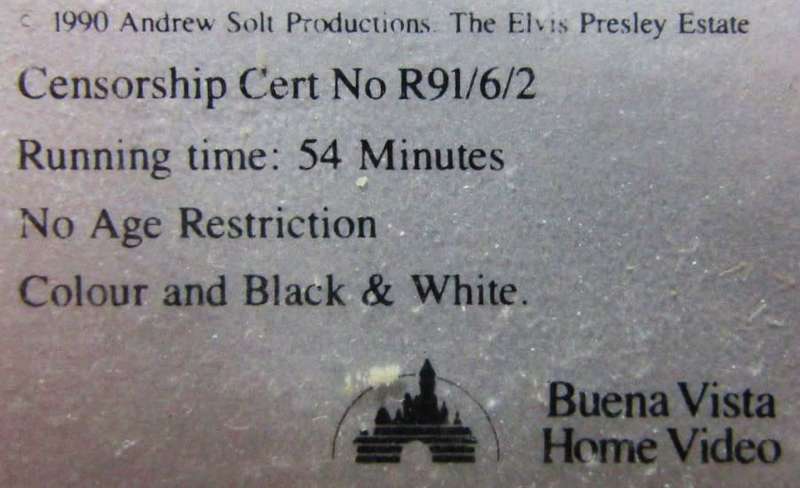 c 1990 Andrew Solt Productions. The Elvis Presley Estate
Censorship Cert No R91/6/2
Running time: 54 Minutes
No Age Restriction
Colour and Black & White.
Buena Vista
Home Video